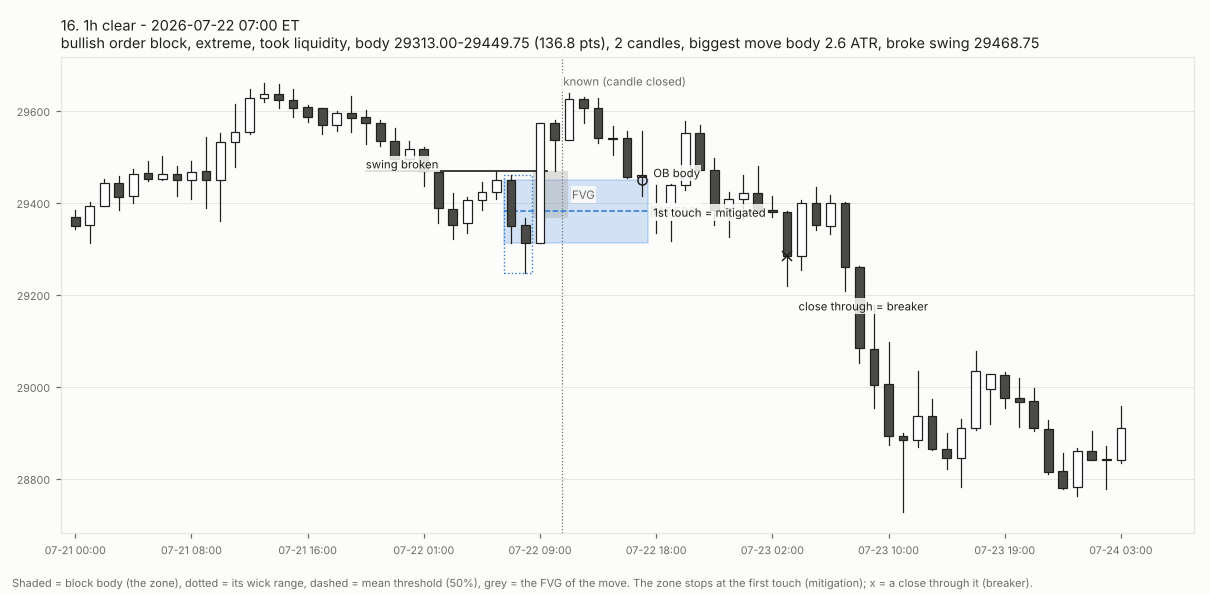 16. 1h clear - 2026-07-22 07:00 ET
bullish order block, extreme, took liquidity, body 29313.00-29449.75 (136.8 pts), 2 candles, biggest move body 2.6 ATR, broke swing 29468.75
known (candle closed)
29600
swing broken
OB body
FVG
29400
1st touch = mitigated
29200
close through = breaker
29000
28800
07-21 00:00
07-21 08:00
07-21 16:00
07-22 01:00
07-22 09:00
07-22 18:00
07-23 02:00
07-23 10:00
07-23 19:00
07-24 03:00
Shaded = block body (the zone), dotted = its wick range, dashed = mean threshold (50%), grey = the FVG of the move. The zone stops at the first touch (mitigation); x = a close through it (breaker).